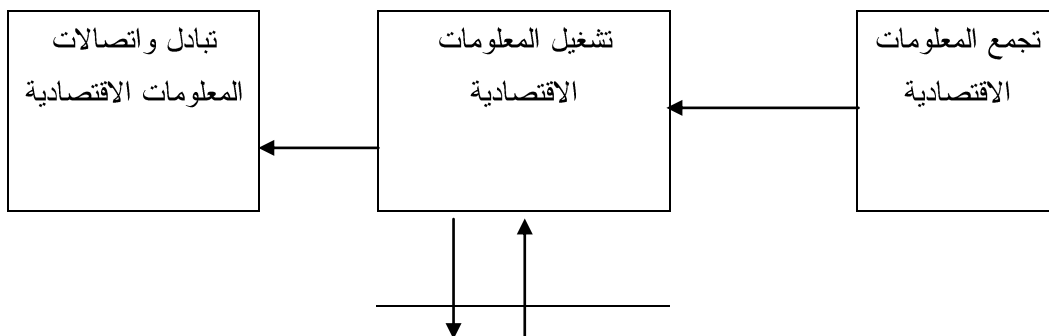 تجمع المعلومات
الاقتصادية
تشغيل المعلومات
الاقتصادية
تبادل واتصالات
المعلومات الاقتصادية